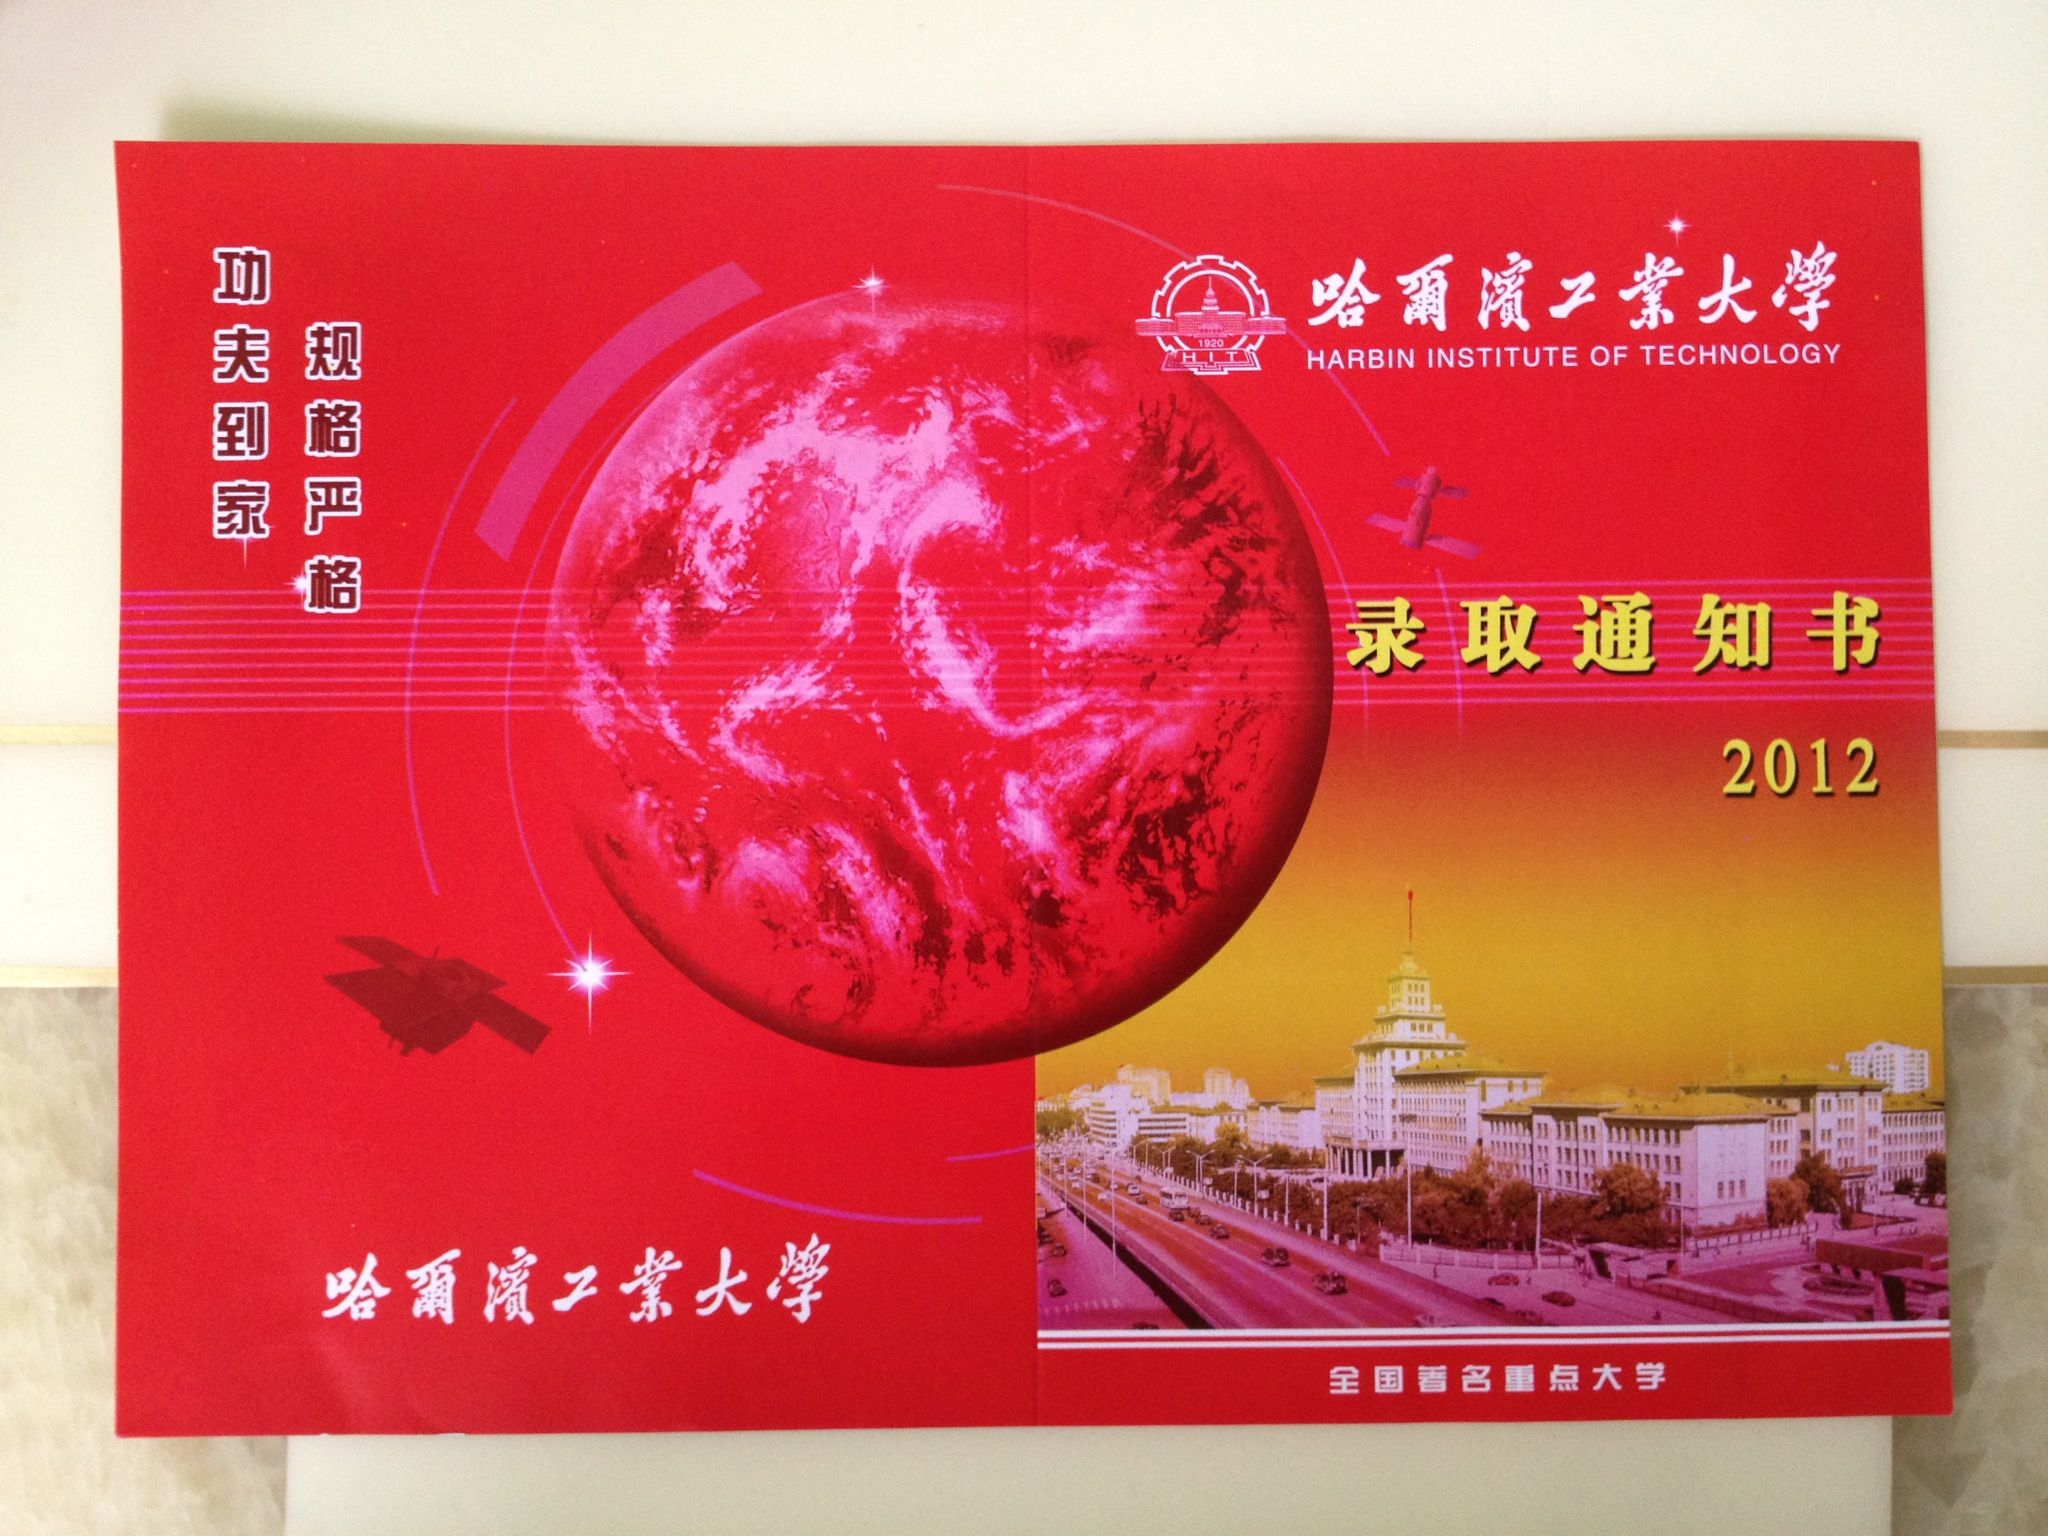 规格严格
功夫到家
哈爾濱工業大學
1920
HIT
哈爾濱工業大學
HARBIN INSTITUTE OF TECHNOLOGY
录取通知书
2012
全国著名重点大学